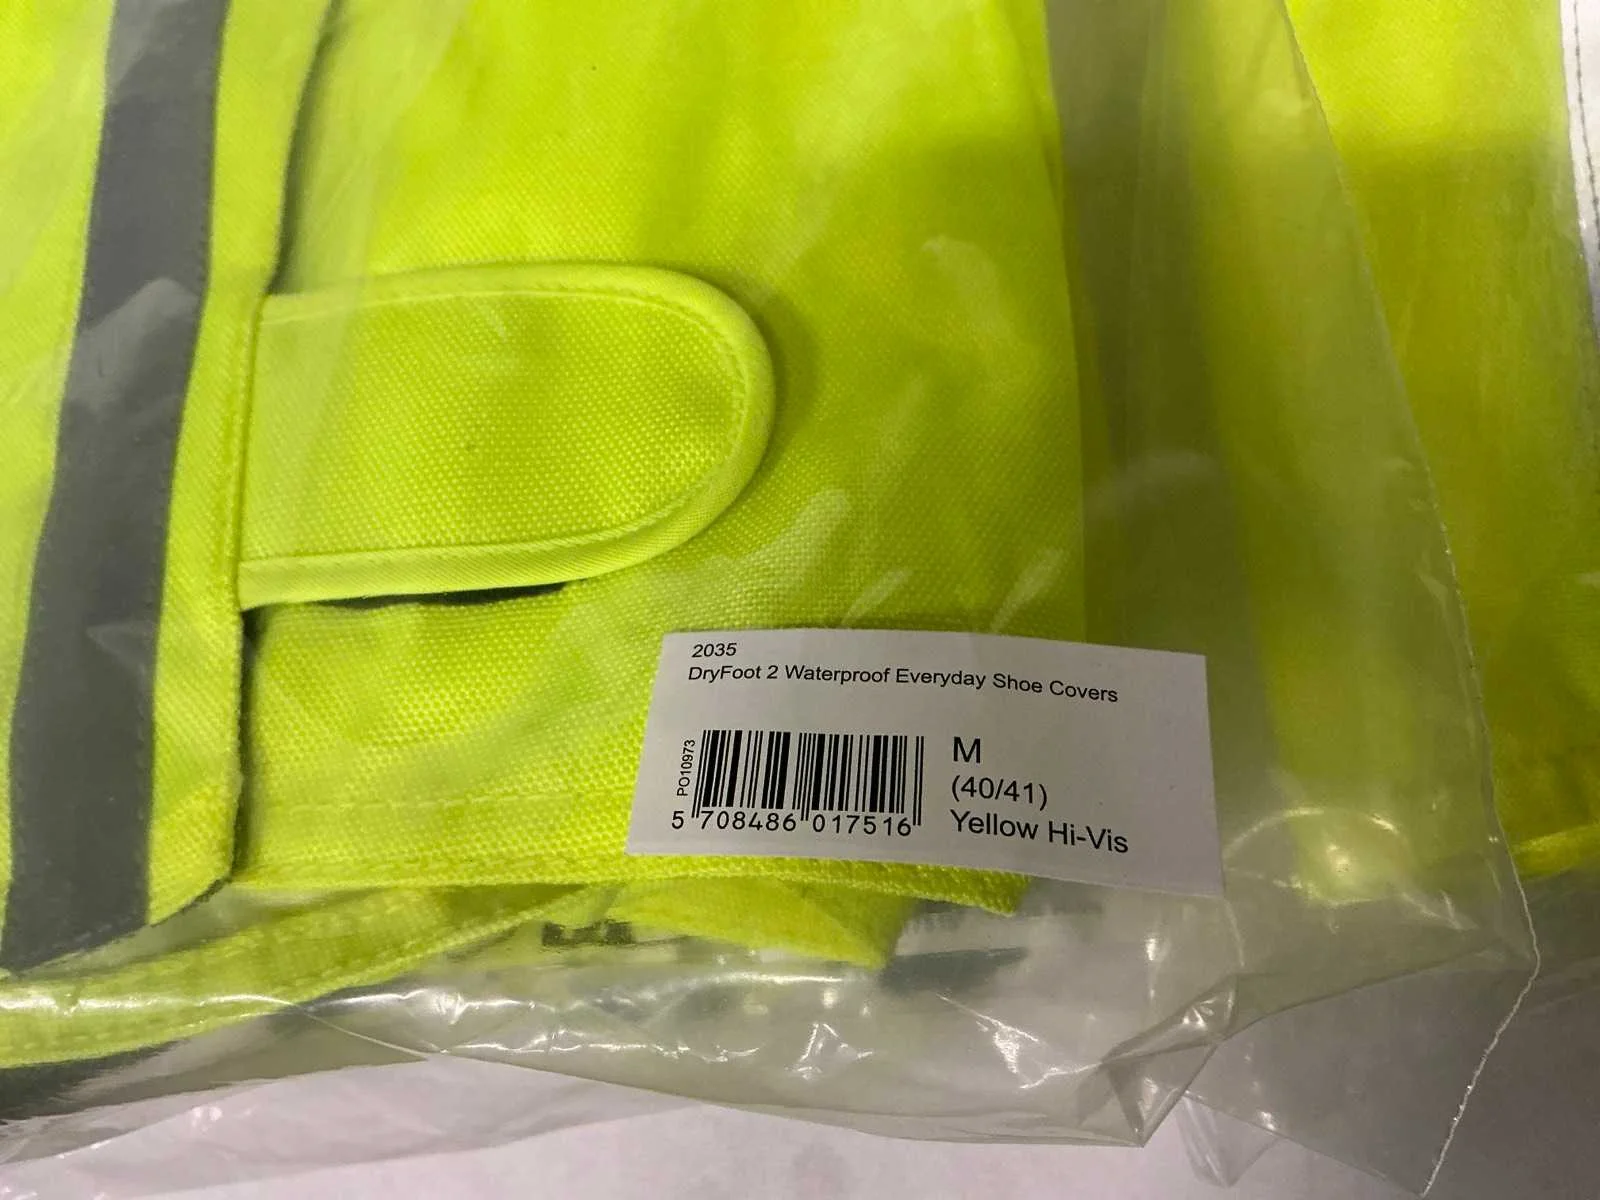 2035
DryFoot 2 Waterproof Everyday Shoe Covers
PO10973
5 708486 017516
M
(40/41)
Yellow Hi-Vis